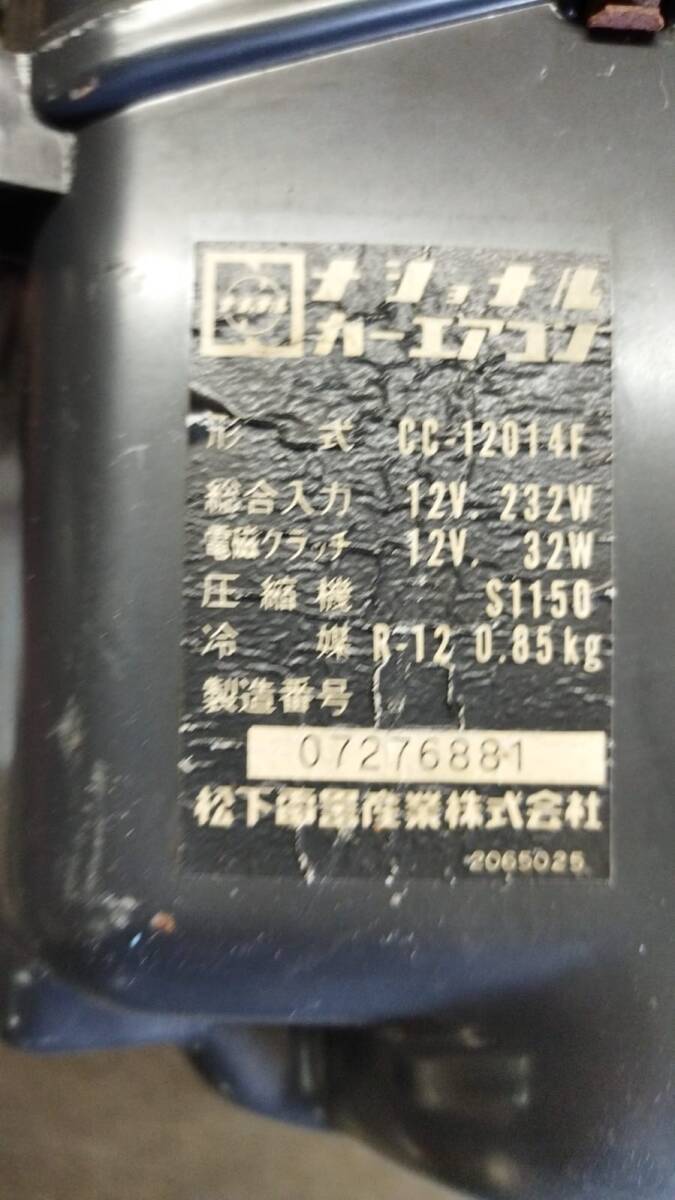 ナショナル
カーエアコン
形 式 CC-12014F
総合入力 12V. 232W
電磁クラッチ 12V. 32W
圧縮機 S1150
冷 媒 R-12 0.85kg
製造番号
07276881
松下電器産業株式会社
2065025